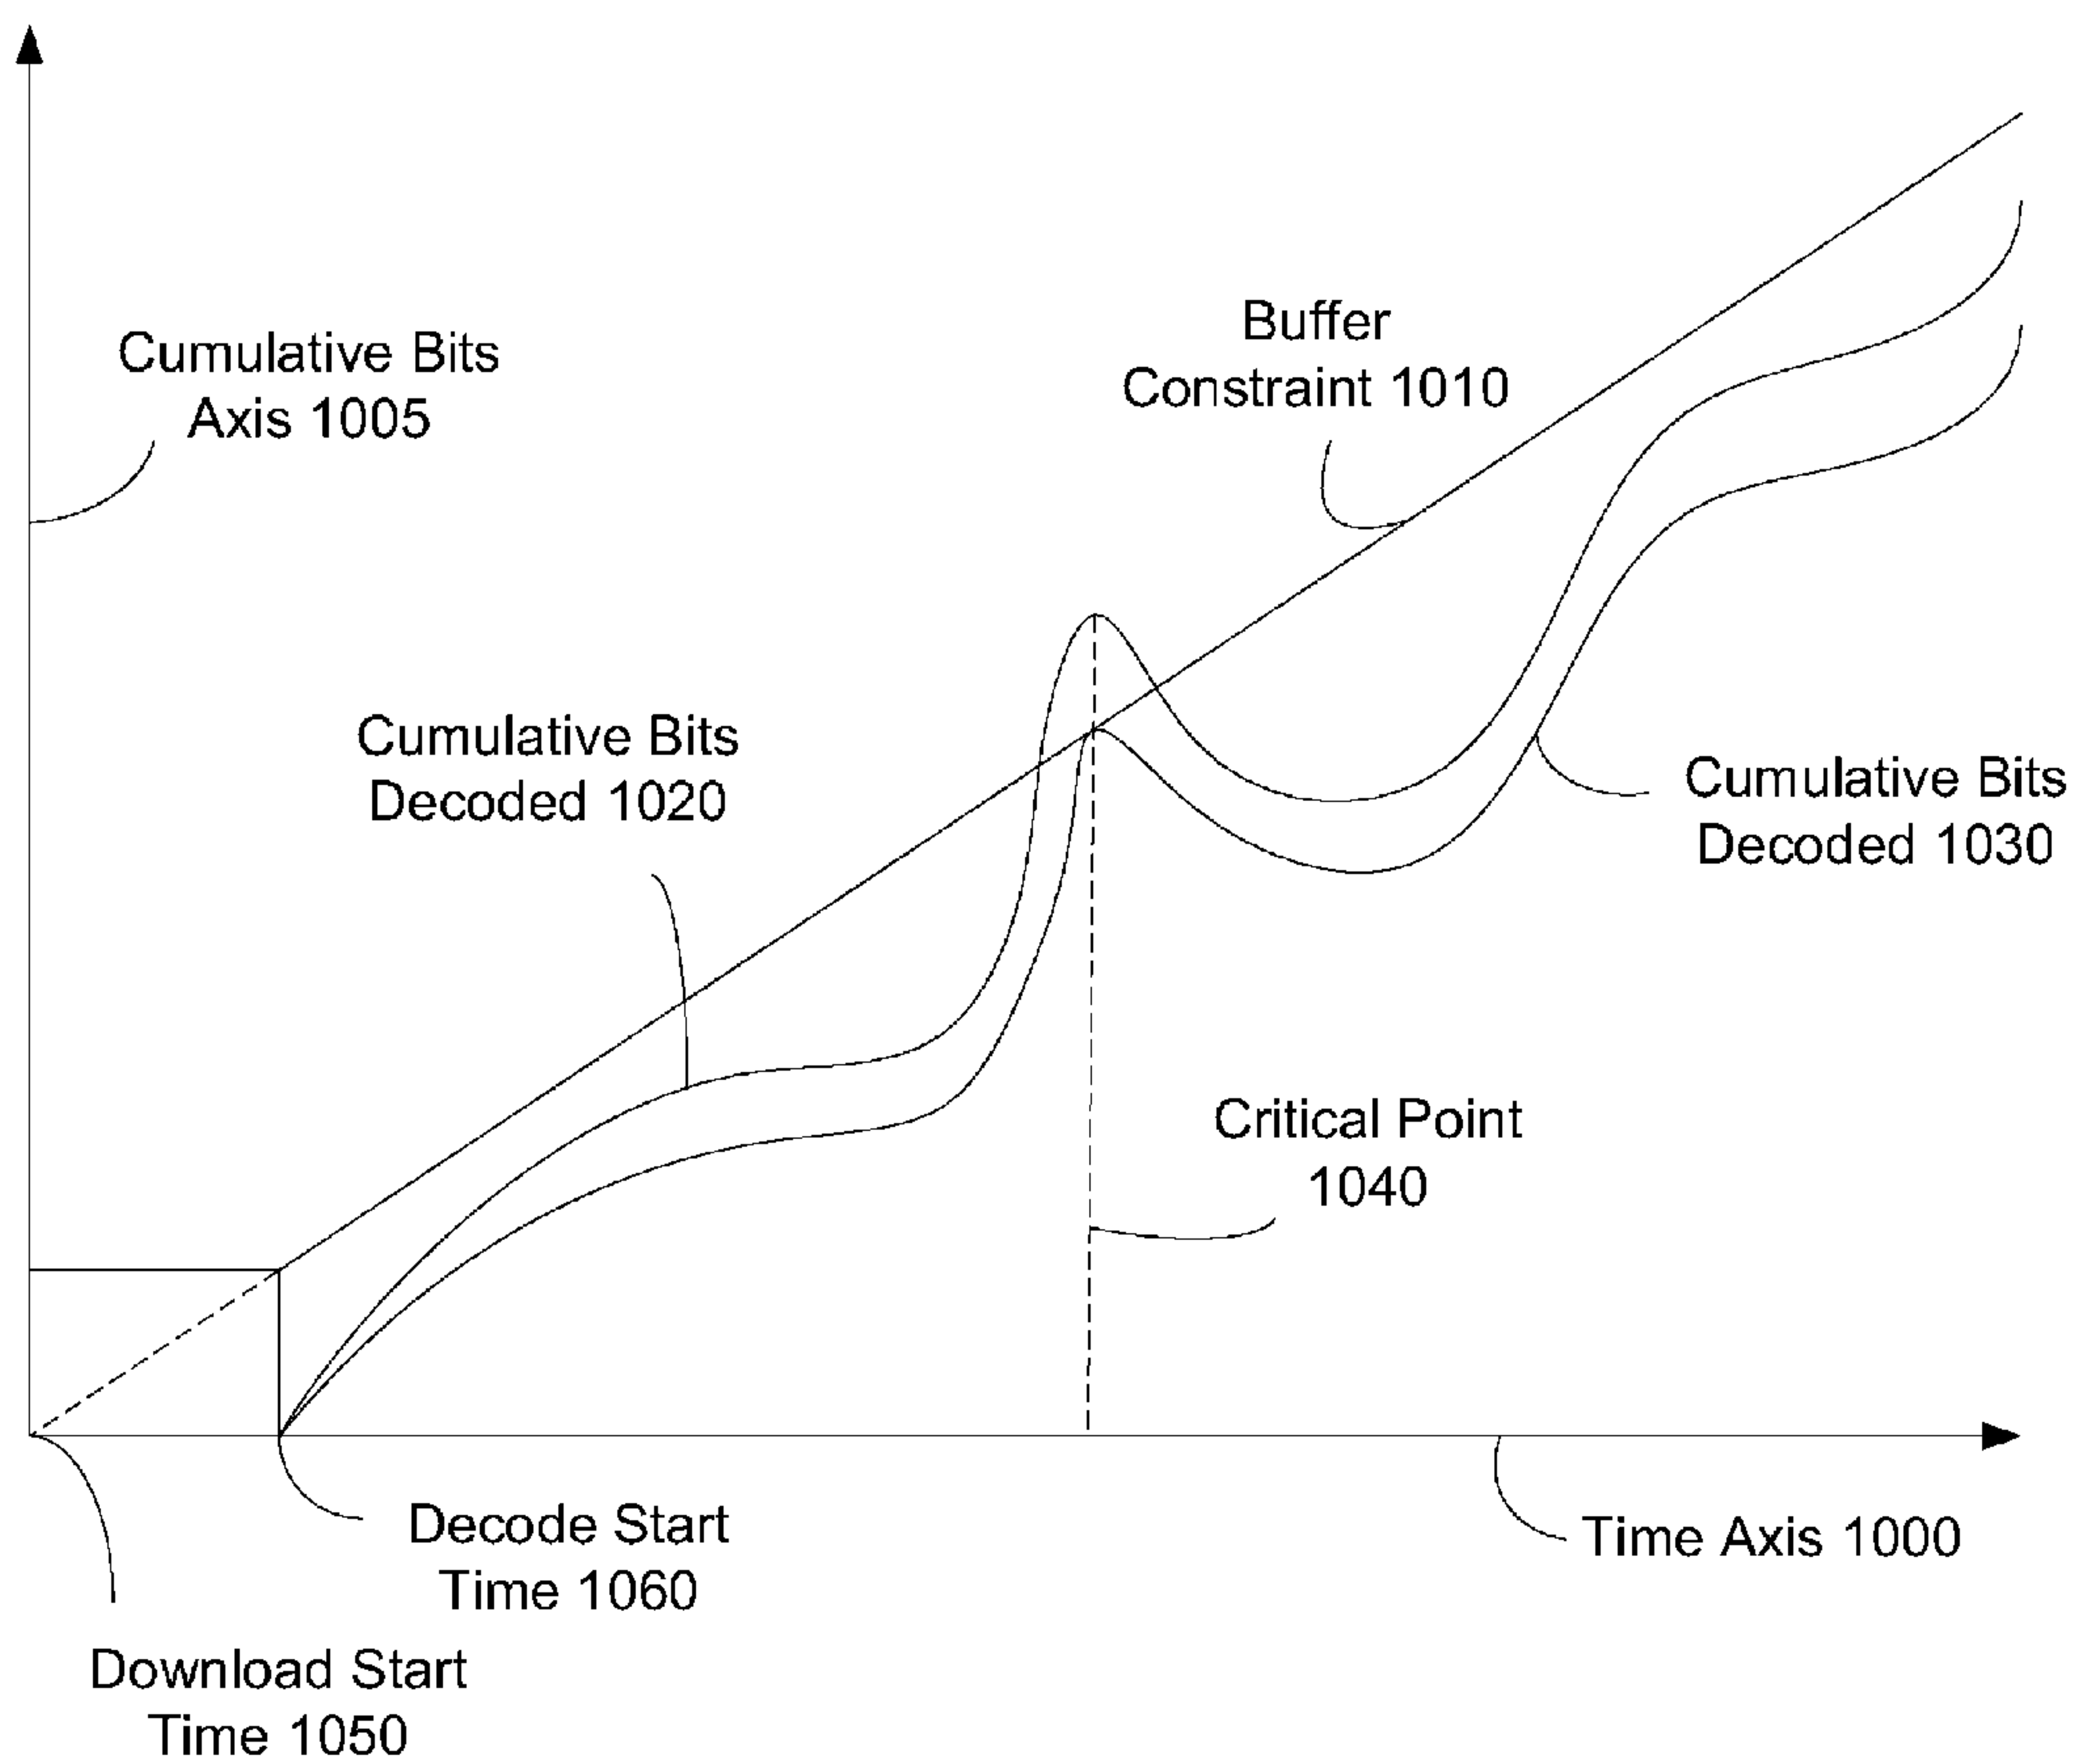 Buffer
Constraint 1010
Cumulative Bits
Axis 1005
Cumulative Bits
Decoded 1020
Cumulative Bits
Decoded 1030
Critical Point
1040
Decode Start
Time 1060
Time Axis 1000
Download Start
Time 1050